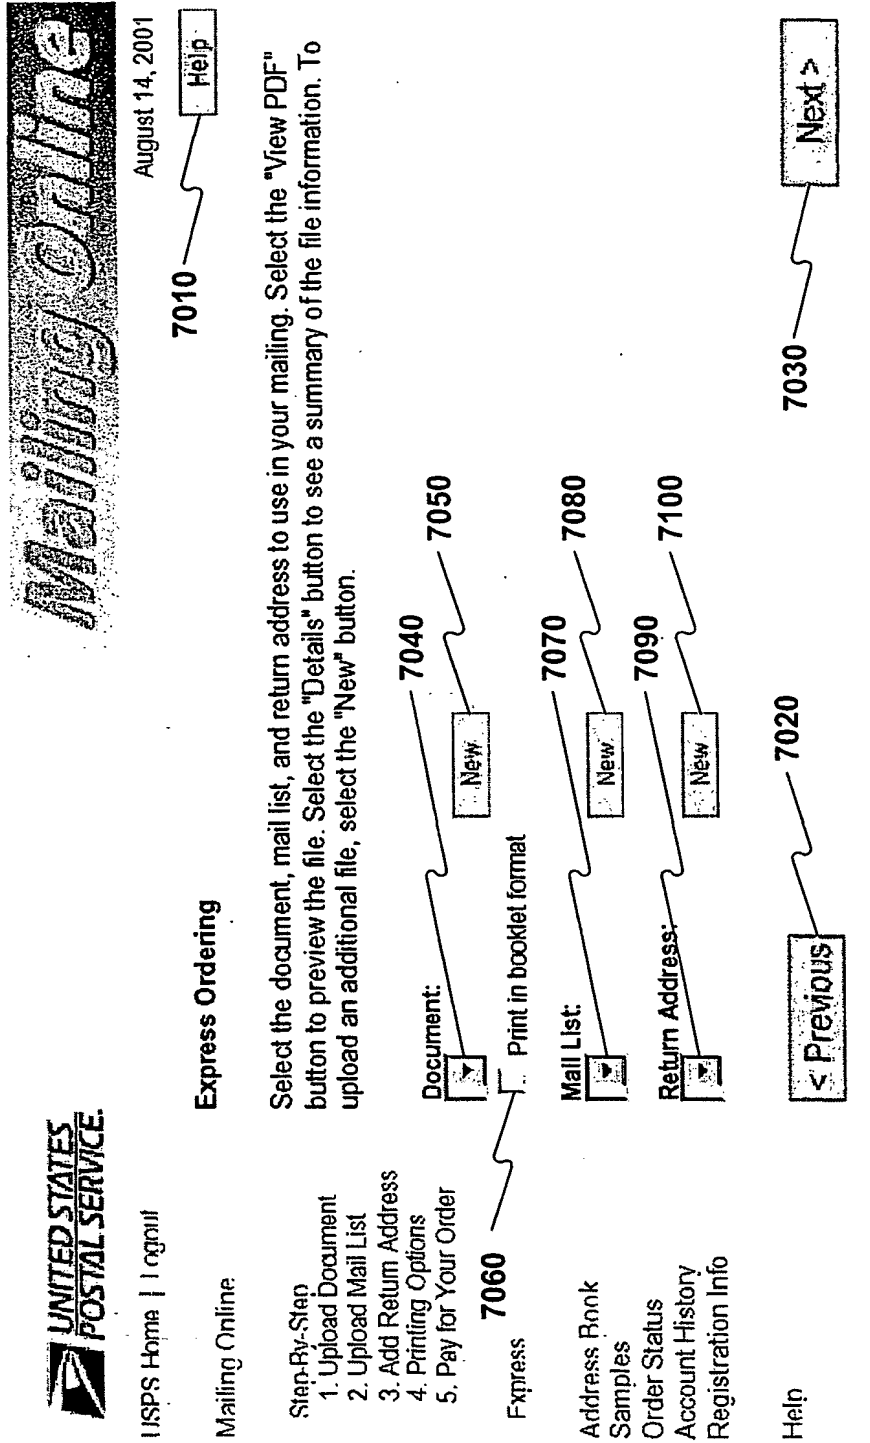 UNITED STATES
POSTAL SERVICE.
Mailing Online
USPS Home | Logout
August 14, 2001
Mailing Online
7010
Help
Express Ordering
Select the document, mail list, and return address to use in your mailing. Select the "View PDF"
button to preview the file. Select the "Details" button to see a summary of the file information. To
upload an additional file, select the "New" button.
Step-By-Step
1. Upload Document
2. Upload Mail List
3. Add Return Address
4. Printing Options
5. Pay for Your Order
7040
7050
Document:
New
7060
Print in booklet format
Express
7070
7080
Mail List:
New
Address Book
Samples
Order Status
Account History
Registration Info
7090
7100
Return Address:
New
7020
7030
Help
< Previous
Next >